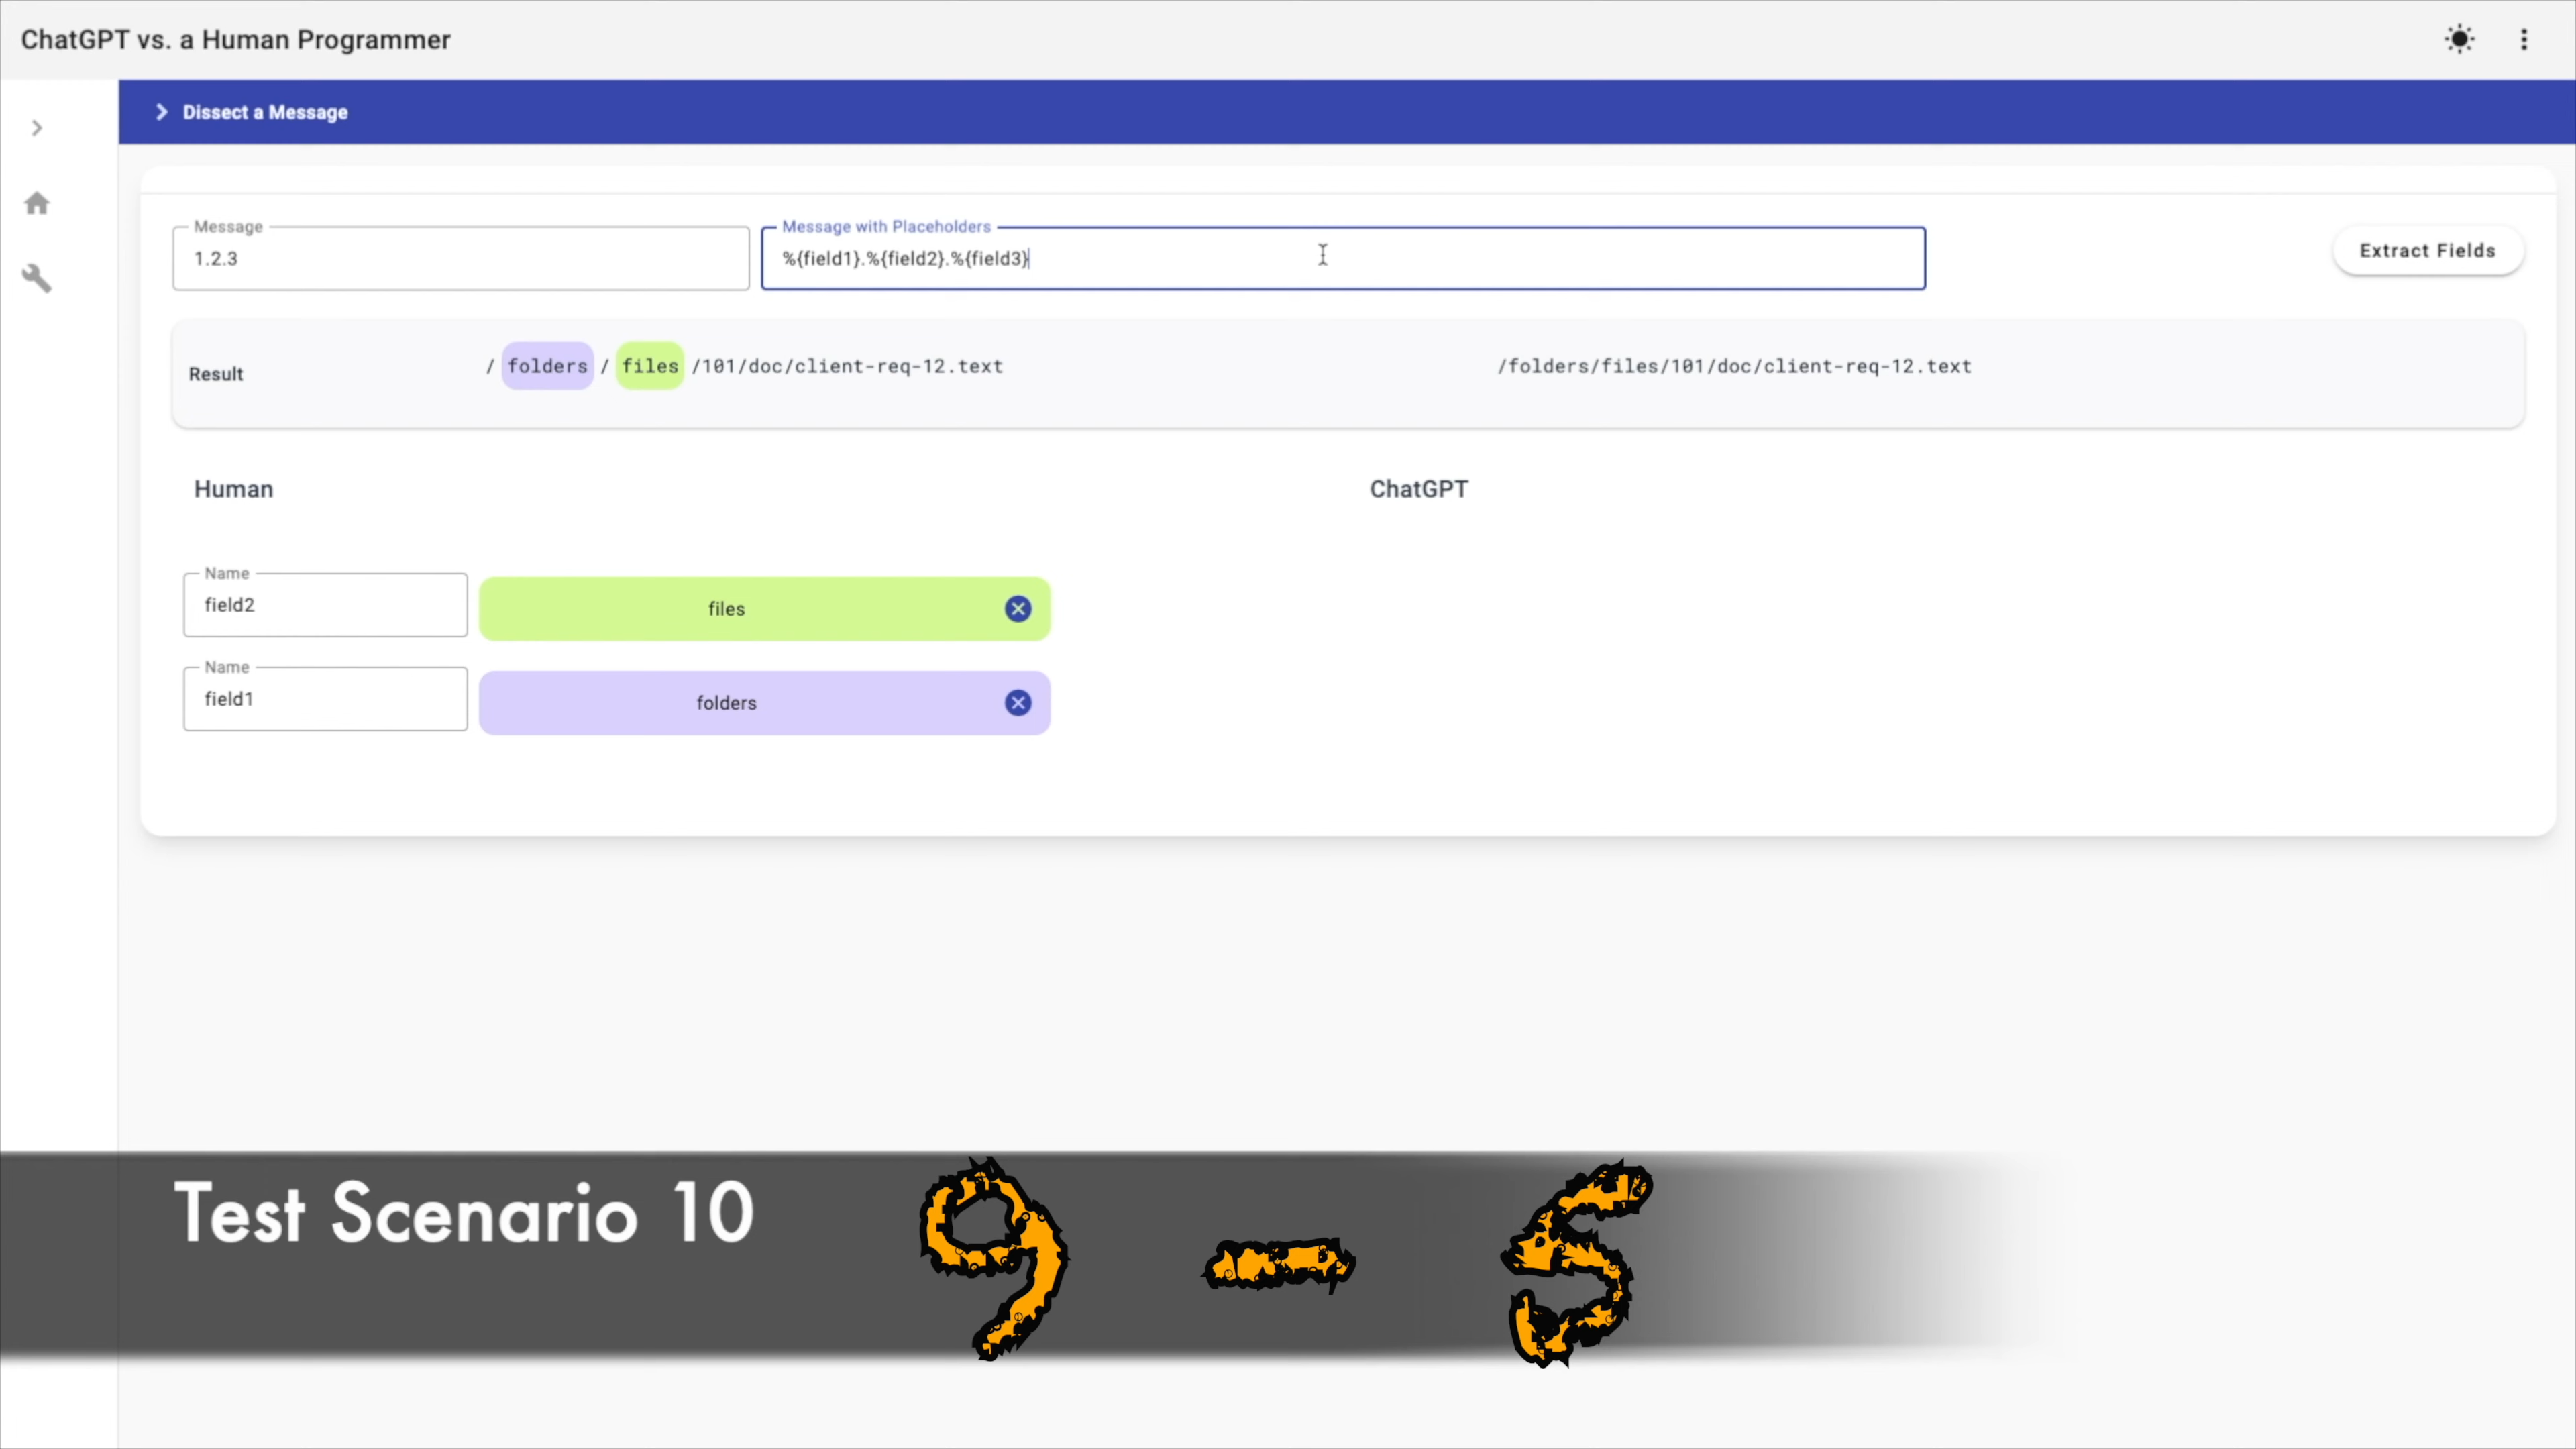 ChatGPT vs. a Human Programmer
Dissect a Message
Message
1.2.3
Message with Placeholders
%{field1}.%{field2}.%{field3}
Extract Fields
Result
/ folders / files /101/doc/client-req-12.text
/folders/files/101/doc/client-req-12.text
Human
ChatGPT
Name
field2
files
Name
field1
folders
Test Scenario 10
9 - 5